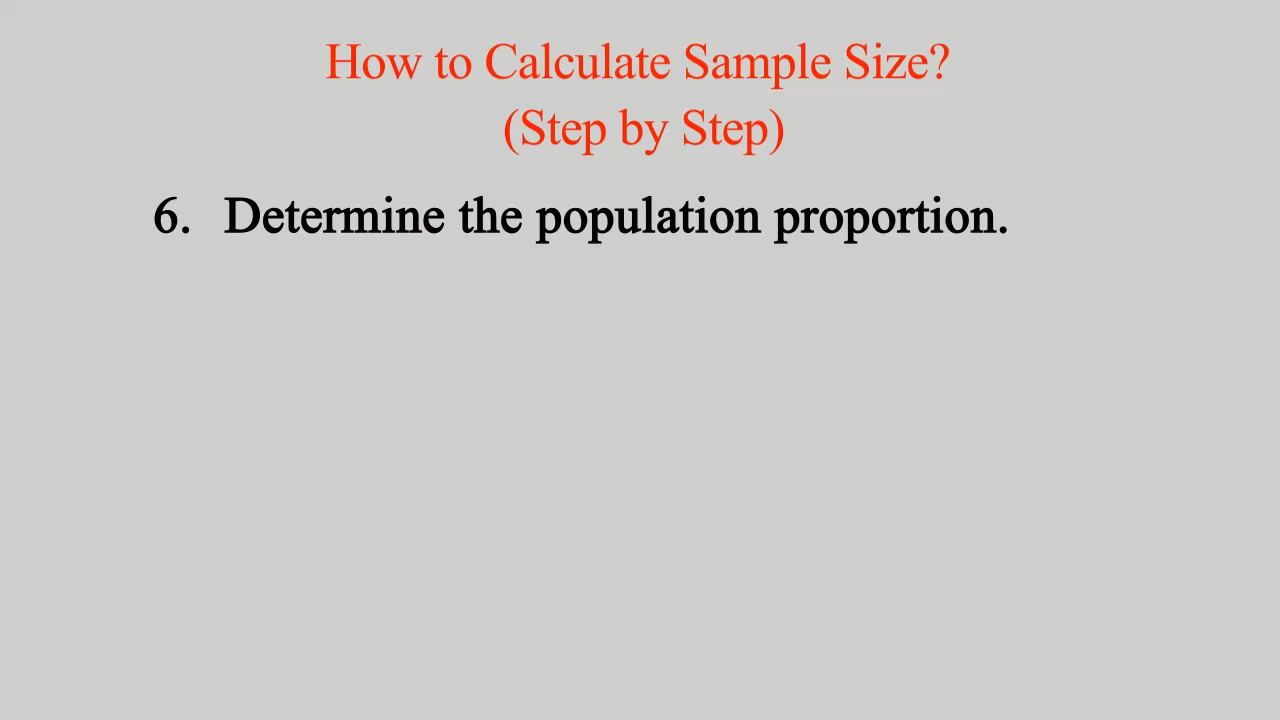 How to Calculate Sample Size?
(Step by Step)
6. Determine the population proportion.